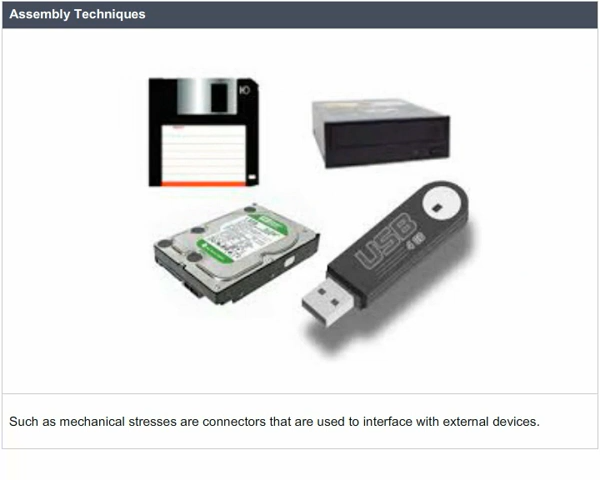 Assembly Techniques
USB
Such as mechanical stresses are connectors that are used to interface with external devices.